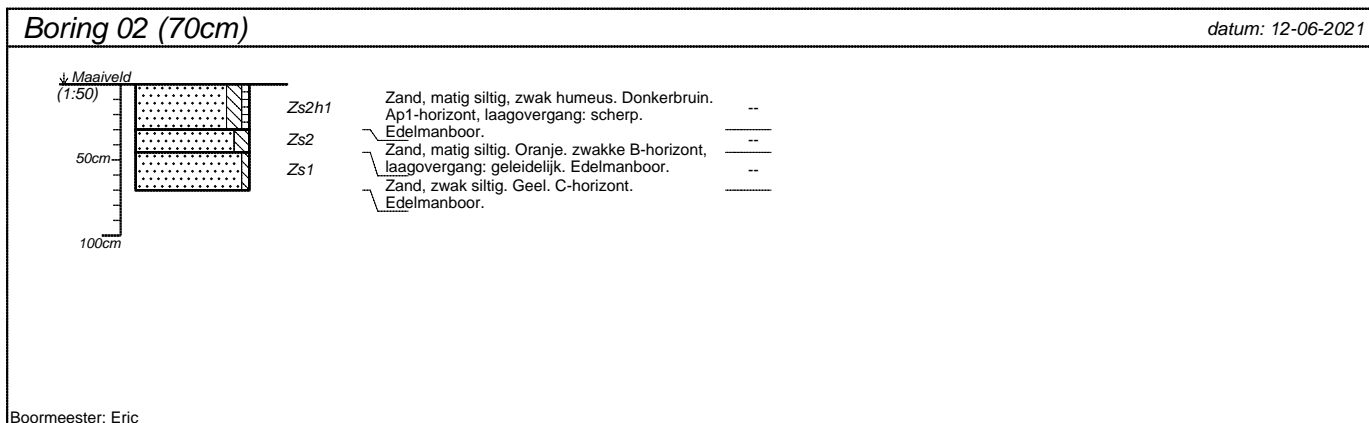 Boring 02 (70cm)
datum: 12-06-2021
Maaiveld
(1:50)
50cm
100cm
Zs2h1
Zs2
Zs1
Zand, matig siltig, zwak humeus. Donkerbruin.
Ap1-horizont, laagovergang: scherp.
Edelmanboor.
--
Zand, matig siltig. Oranje. zwakke B-horizont,
laagovergang: geleidelijk. Edelmanboor.
--
Zand, zwak siltig. Geel. C-horizont.
Edelmanboor.
--
Boormeester: Eric